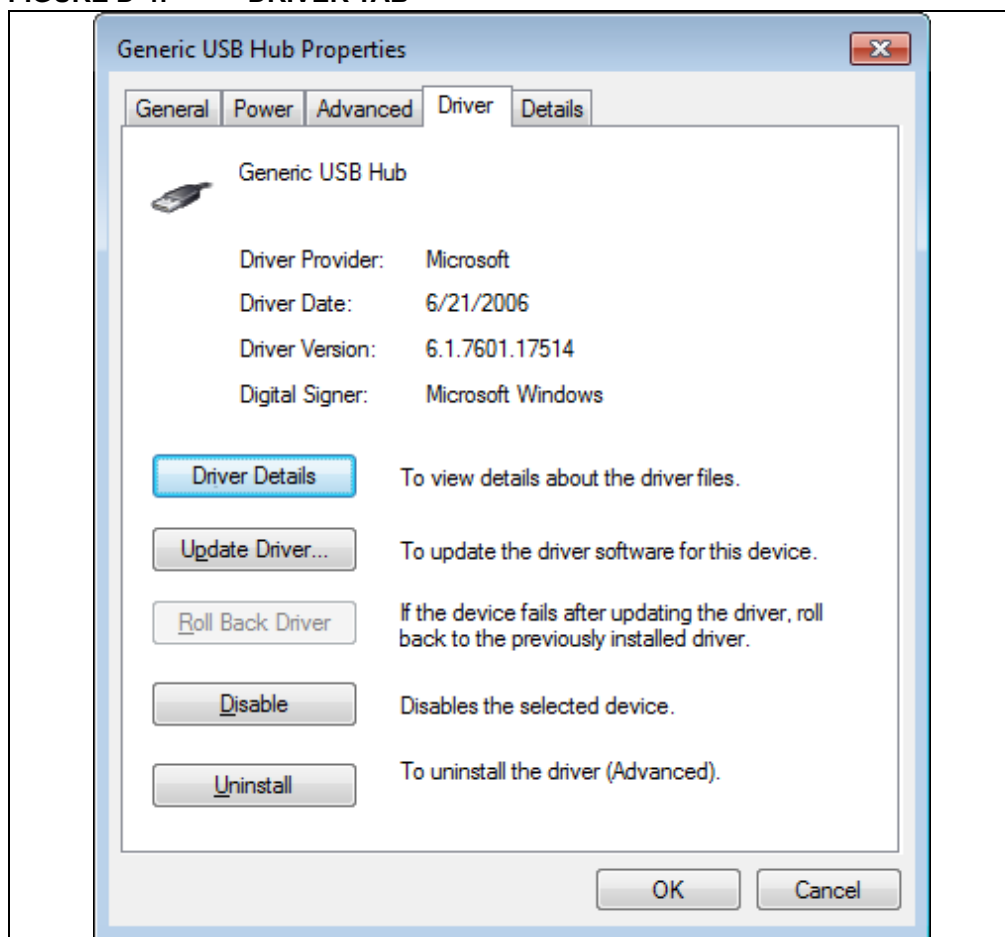 Generic USB Hub Properties
General Power Advanced Driver Details
Generic USB Hub
Driver Provider: Microsoft
Driver Date: 6/21/2006
Driver Version: 6.1.7601.17514
Digital Signer: Microsoft Windows
Driver Details To view details about the driver files.
Update Driver... To update the driver software for this device.
Roll Back Driver If the device fails after updating the driver, roll
back to the previously installed driver.
Disable Disables the selected device.
Uninstall To uninstall the driver (Advanced).
OK Cancel